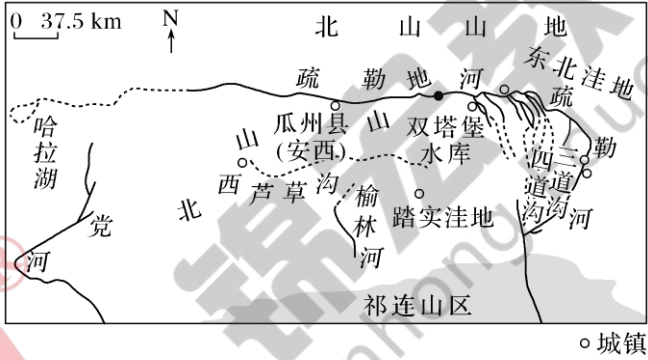 0 37.5 km
N
北山山地
东北洼地
疏勒地河
疏勒河
哈拉湖
瓜州县
(安西)
山山
双塔堡
水库
三道沟
四道沟
西芦草沟
榆林河
踏实洼地
北
党河
祁连山区
城镇
锦宏教